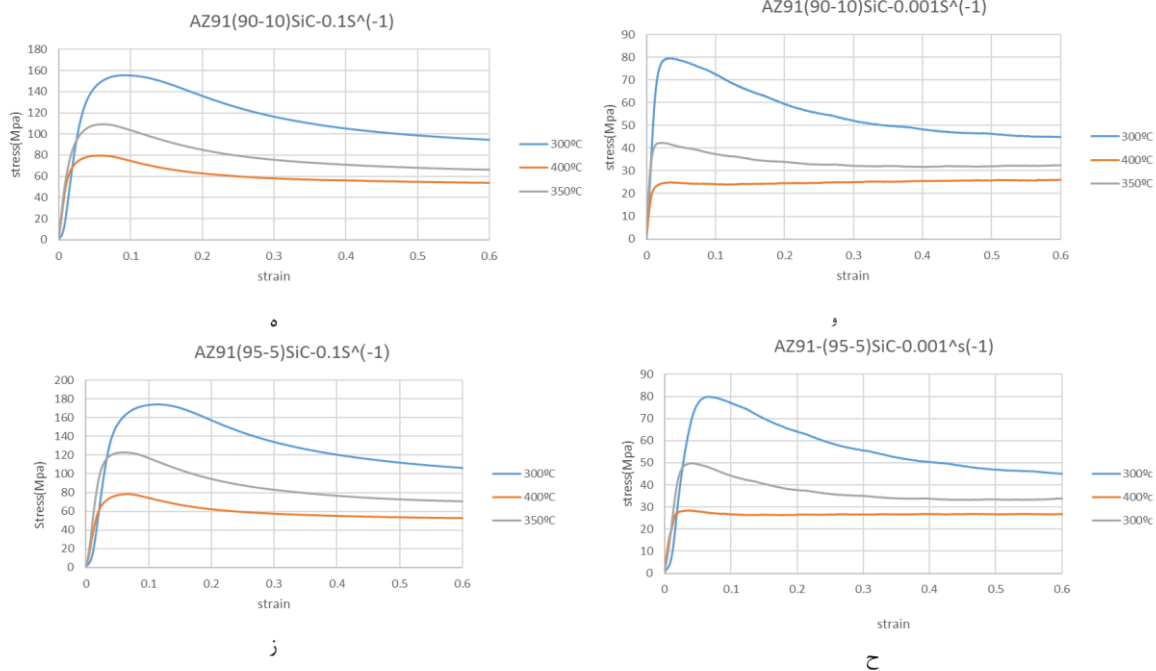 AZ91(90-10)SiC-0.1S^(-1)
stress(Mpa)
180
160
140
120
100
80
60
40
20
0
0 0.1 0.2 0.3 0.4 0.5 0.6
strain
300ºC
400ºC
350ºC
ه
AZ91(90-10)SiC-0.001S^(-1)
stress(Mpa)
90
80
70
60
50
40
30
20
10
0
0 0.1 0.2 0.3 0.4 0.5 0.6
strain
300ºC
400ºC
350ºC
و
AZ91(95-5)SiC-0.1S^(-1)
Stress(Mpa)
200
180
160
140
120
100
80
60
40
20
0
0 0.1 0.2 0.3 0.4 0.5 0.6
strain
300ºc
400ºC
350ºC
ز
AZ91-(95-5)SiC-0.001^s(-1)
stress(Mpa)
90
80
70
60
50
40
30
20
10
0
0 0.1 0.2 0.3 0.4 0.5 0.6
strain
300ºc
400ºc
300ºc
ح